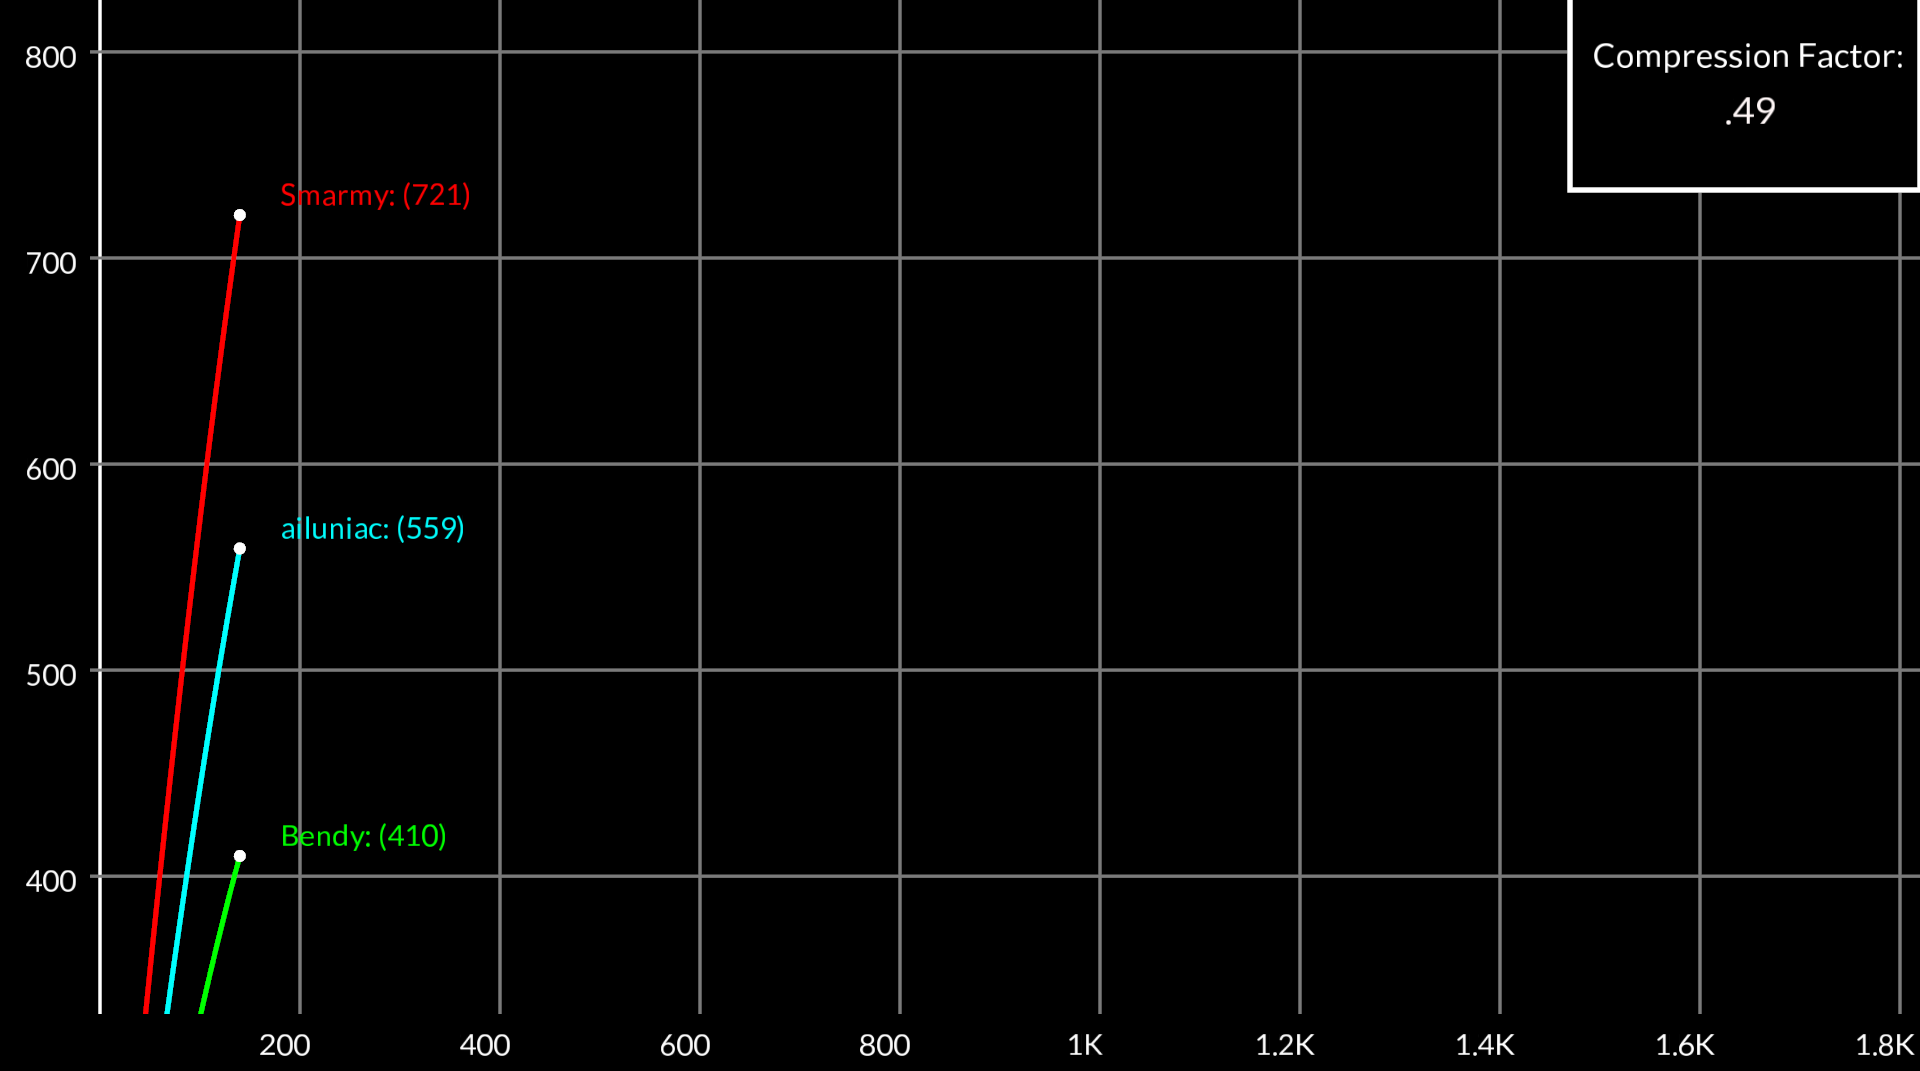 800
Compression Factor:
.49
Smarmy: (721)
700
600
ailuniac: (559)
500
Bendy: (410)
400
200 400 600 800 1K 1.2K 1.4K 1.6K 1.8K